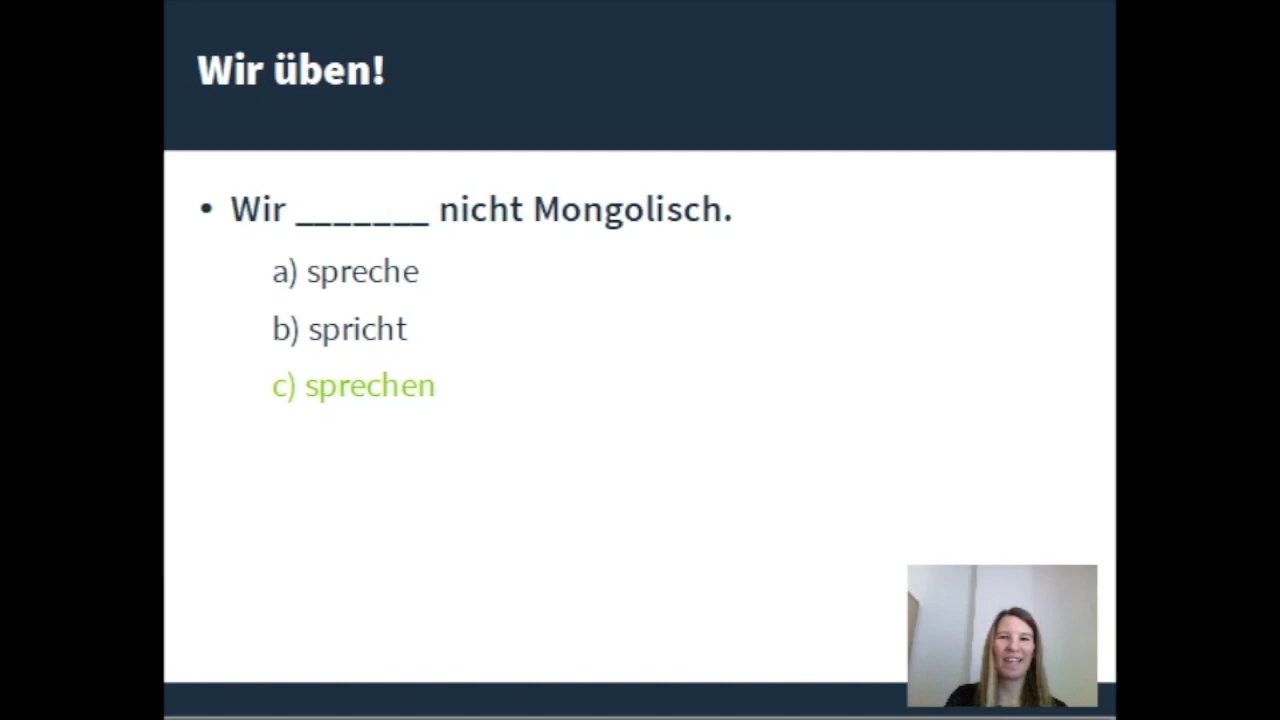 Wir üben!
• Wir _______ nicht Mongolisch.
a) spreche
b) spricht
c) sprechen